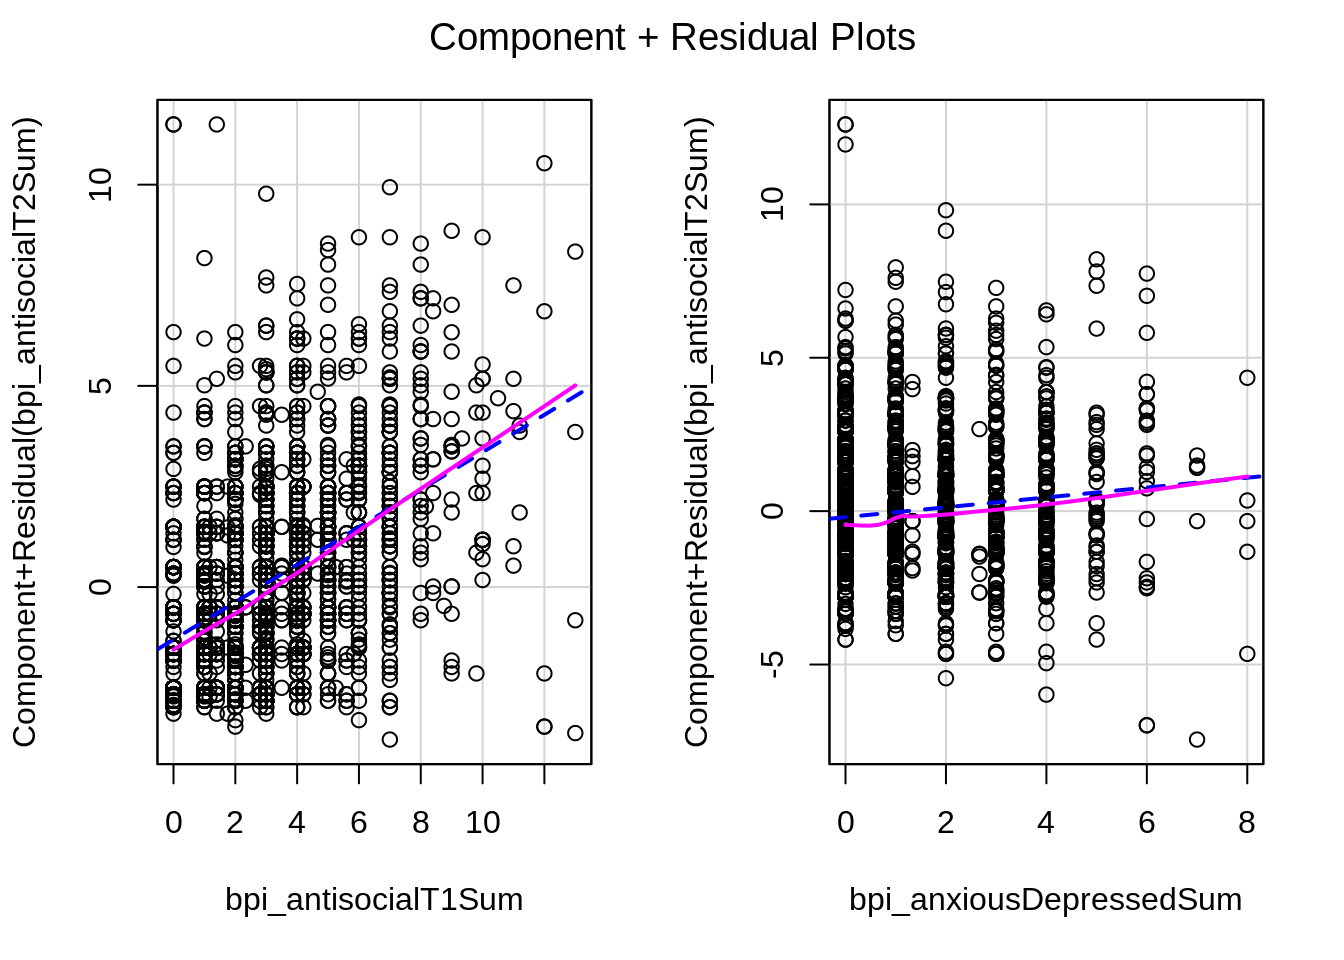 Component + Residual Plots
Component+Residual(bpi_antisocialT2Sum)
10
5
0
0 2 4 6 8 10
bpi_antisocialT1Sum
Component+Residual(bpi_antisocialT2Sum)
10
5
0
-5
0 2 4 6 8
bpi_anxiousDepressedSum